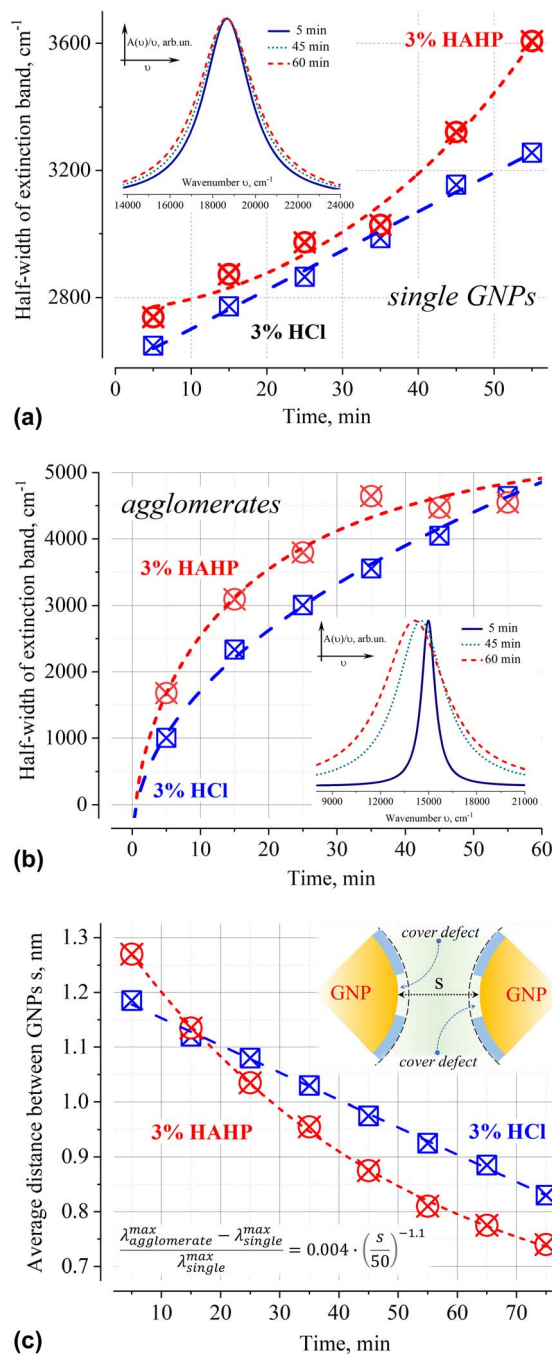 3600
3200
2800
Half-width of extinction band, cm⁻¹
A(υ)/υ, arb.un.
υ
5 min
45 min
60 min
Wavenumber υ, cm⁻¹
14000 16000 18000 20000 22000 24000
3% HAHP
3% HCl
single GNPs
0 10 20 30 40 50
Time, min
(a)
5000
4000
3000
2000
1000
0
Half-width of extinction band, cm⁻¹
agglomerates
3% HAHP
3% HCl
A(υ)/υ, arb.un.
υ
5 min
45 min
60 min
9000 12000 15000 18000 21000
Wavenumber υ, cm⁻¹
0 10 20 30 40 50 60
Time, min
(b)
1.3
1.2
1.1
1.0
0.9
0.8
0.7
Average distance between GNPs s, nm
cover defect
GNP
s
GNP
cover defect
3% HAHP
3% HCl
(λ^max_agglomerate − λ^max_single) / λ^max_single = 0.004 · (s/50)^−1.1
10 20 30 40 50 60 70
Time, min
(c)